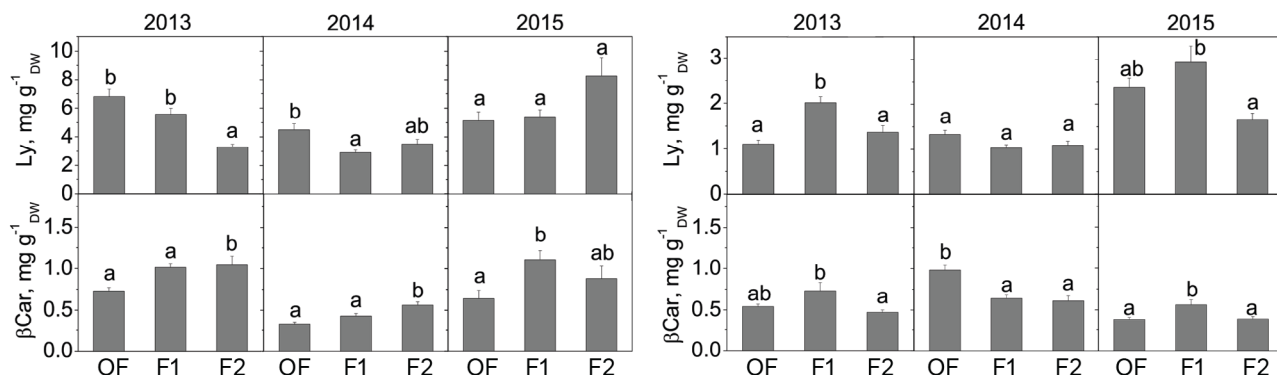 2013 2014 2015
Ly, mg g⁻¹ DW
10
8
6
4
2
0
b b a
b a ab
a a a
βCar, mg g⁻¹ DW
1.5
1.0
0.5
0.0
a a b
a a b
a b ab
OF F1 F2 OF F1 F2 OF F1 F2
2013 2014 2015
Ly, mg g⁻¹ DW
3
2
1
0
a b a
a a a
ab b a
βCar, mg g⁻¹ DW
1.5
1.0
0.5
0.0
ab b a
b a a
a b a
OF F1 F2 OF F1 F2 OF F1 F2